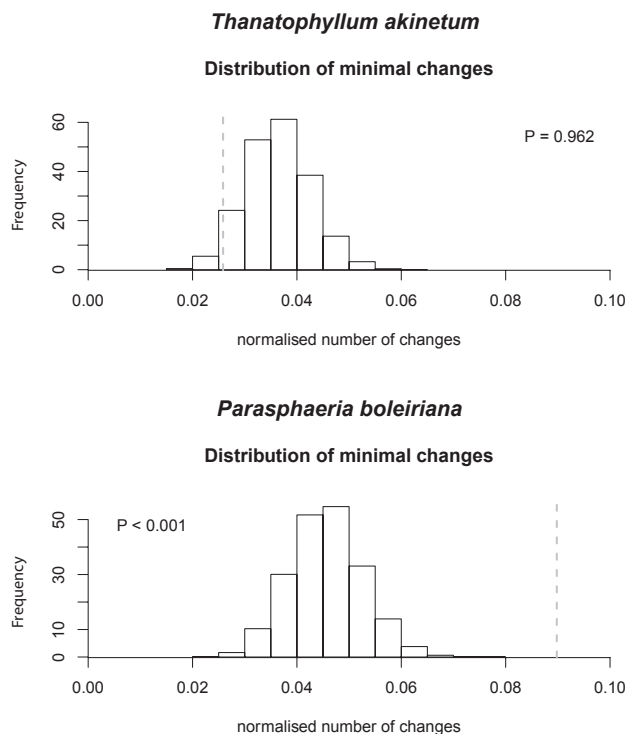 Thanatophyllum akinetum
Distribution of minimal changes
P = 0.962
Frequency
60
40
20
0
0.00 0.02 0.04 0.06 0.08 0.10
normalised number of changes
Parasphaeria boleiriana
Distribution of minimal changes
P < 0.001
Frequency
50
30
10
0
0.00 0.02 0.04 0.06 0.08 0.10
normalised number of changes